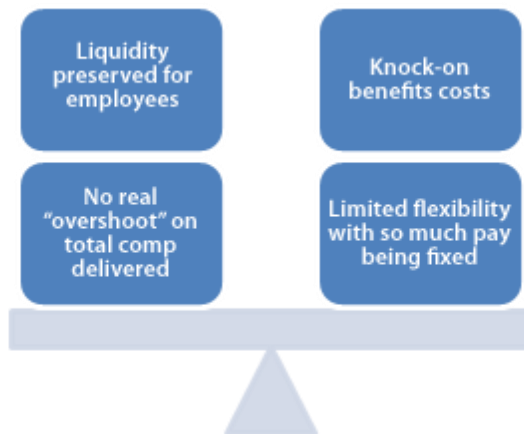 Liquidity
preserved for
employees
Knock-on
benefits costs
No real
“overshoot” on
total comp
delivered
Limited flexibility
with so much pay
being fixed